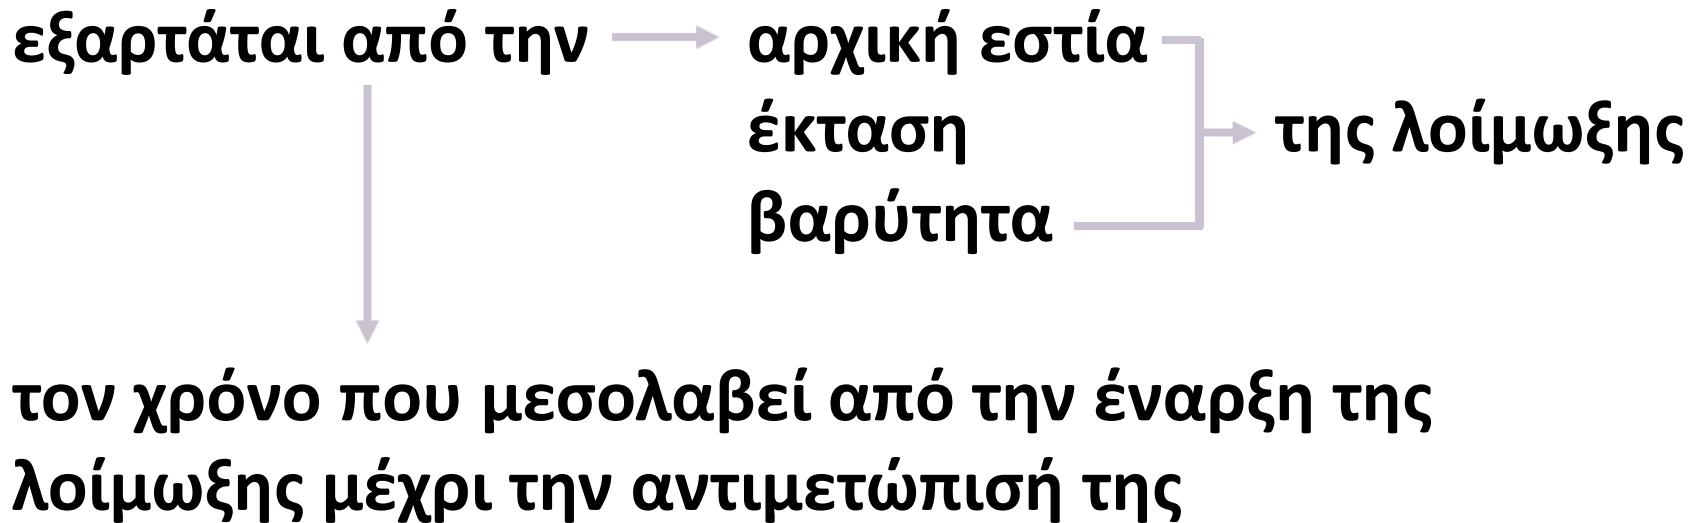 εξαρτάται από την αρχική εστία
έκταση
της λοίμωξης
βαρύτητα
τον χρόνο που μεσολαβεί από την έναρξη της
λοίμωξης μέχρι την αντιμετώπισή της